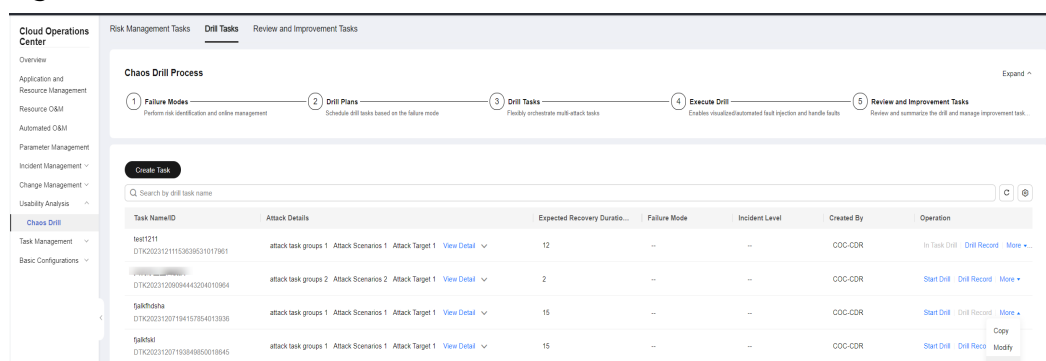 Cloud Operations
Center
Overview
Application and
Resource Management
Resource O&M
Automated O&M
Parameter Management
Incident Management
Change Management
Usability Analysis
Chaos Drill
Task Management
Basic Configurations
Risk Management Tasks Drill Tasks Review and Improvement Tasks
Chaos Drill Process Expand
1 Failure Modes 2 Drill Plans 3 Drill Tasks 4 Execute Drill 5 Review and Improvement Tasks
Perform risk identification and online management Schedule drill tasks based on the failure mode Flexibly orchestrate multi-attack tasks Enables visualized/automated fault injection and handle faults Review and summarize the drill and manage improvement task...
Create Task
Search by drill task name
Task Name/ID Attack Details Expected Recovery Duratio... Failure Mode Incident Level Created By Operation
test1211
DTK20231211153639531017961
attack task groups 1 Attack Scenarios 1 Attack Target 1 View Detail 12 -- -- COC-CDR In Task Drill Drill Record More ...
DTK20231209094443204010964
attack task groups 2 Attack Scenarios 2 Attack Target 1 View Detail 2 -- -- COC-CDR Start Drill Drill Record More
fjalkfhdsha
DTK20231207194157854013936
attack task groups 1 Attack Scenarios 1 Attack Target 1 View Detail 15 -- -- COC-CDR Start Drill Drill Record More
Copy
Modify
fjalkfskl
DTK20231207193849850018645
attack task groups 1 Attack Scenarios 1 Attack Target 1 View Detail 15 -- -- COC-CDR Start Drill Drill Reco